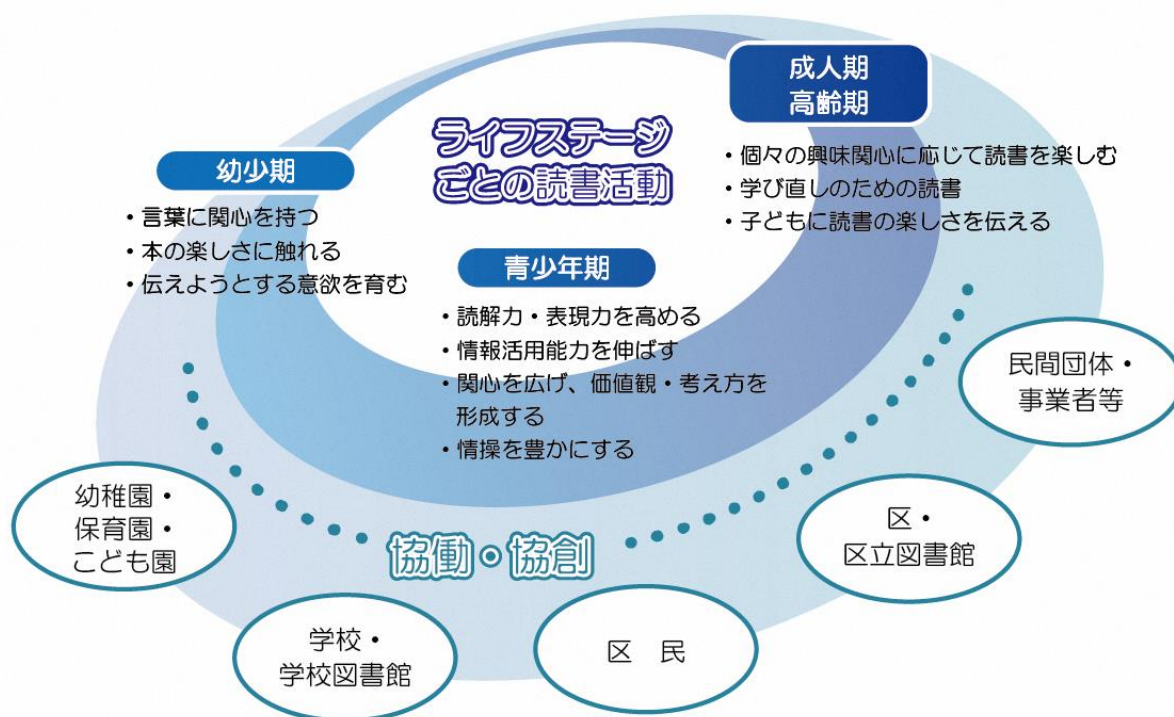 ライフステージ
ごとの読書活動
幼少期
・言葉に関心を持つ
・本の楽しさに触れる
・伝えようとする意欲を育む
青少年期
・読解力・表現力を高める
・情報活用能力を伸ばす
・関心を広げ、価値観・考え方を
形成する
・情操を豊かにする
成人期
高齢期
・個々の興味関心に応じて読書を楽しむ
・学び直しのための読書
・子どもに読書の楽しさを伝える
協働・協創
幼稚園・
保育園・
こども園
学校・
学校図書館
区 民
区・
区立図書館
民間団体・
事業者等